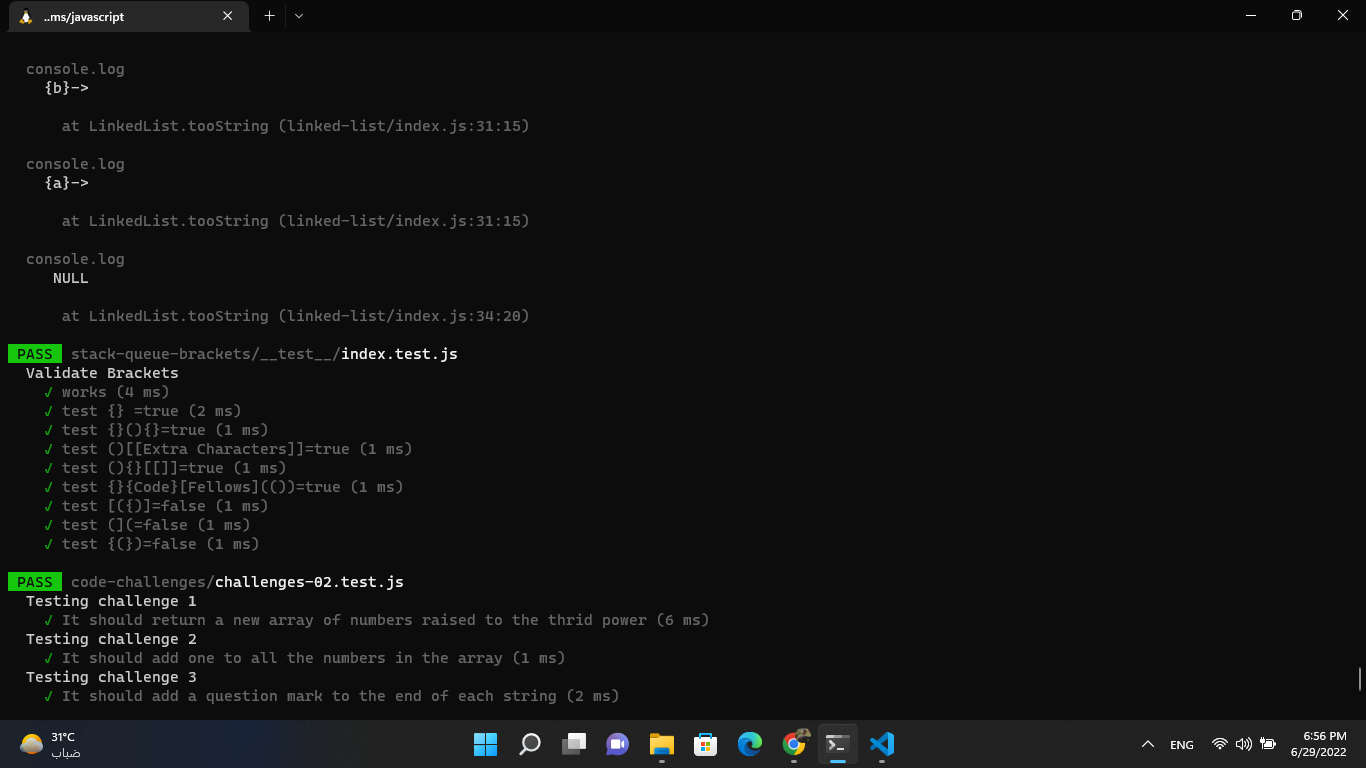 ..ms/javascript
console.log
{b}->
at LinkedList.tooString (linked-list/index.js:31:15)
console.log
{a}->
at LinkedList.tooString (linked-list/index.js:31:15)
console.log
NULL
at LinkedList.tooString (linked-list/index.js:34:20)
PASS stack-queue-brackets/__test__/index.test.js
Validate Brackets
√ works (4 ms)
√ test {} =true (2 ms)
√ test {}(){}=true (1 ms)
√ test ()[[Extra Characters]]=true (1 ms)
√ test (){}[[]]=true (1 ms)
√ test {}{Code}[Fellows](())=true (1 ms)
√ test [({)]=false (1 ms)
√ test (](=false (1 ms)
√ test {(})=false (1 ms)
PASS code-challenges/challenges-02.test.js
Testing challenge 1
√ It should return a new array of numbers raised to the thrid power (6 ms)
Testing challenge 2
√ It should add one to all the numbers in the array (1 ms)
Testing challenge 3
√ It should add a question mark to the end of each string (2 ms)
31°C
ضباب
ENG
6:56 PM
6/29/2022